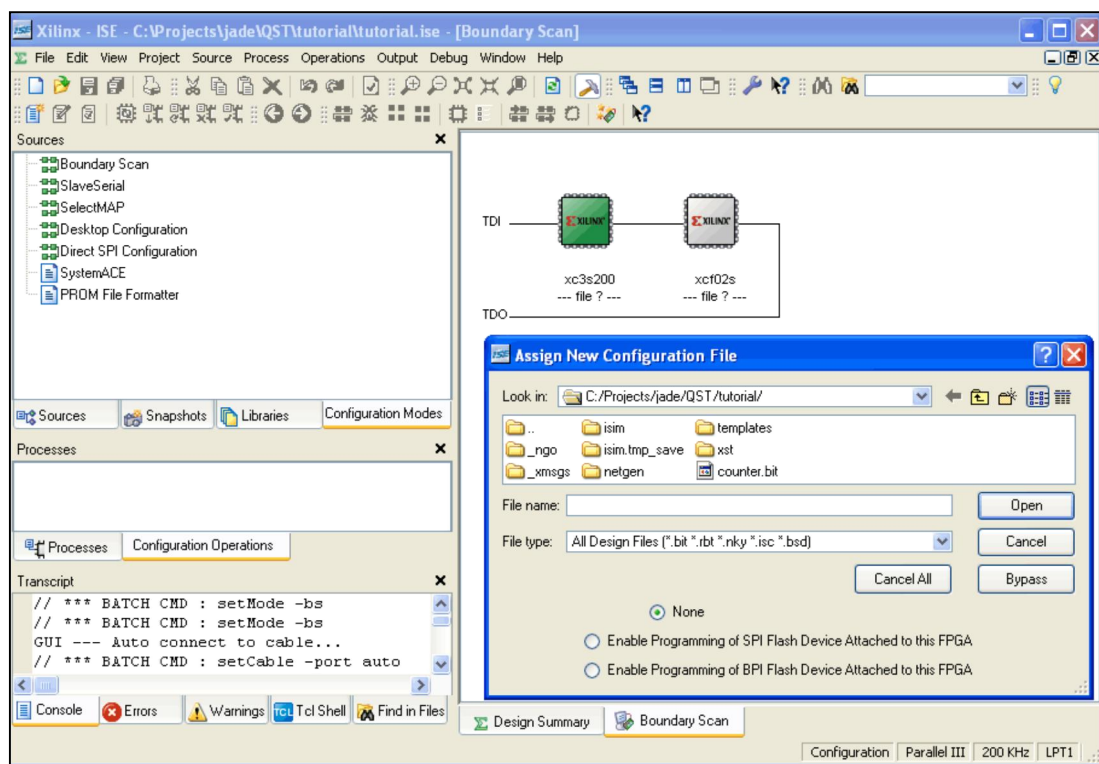 Xilinx - ISE - C:\Projects\jade\QST\tutorial\tutorial.ise - [Boundary Scan]
File Edit View Project Source Process Operations Output Debug Window Help
Sources
Boundary Scan
SlaveSerial
SelectMAP
Desktop Configuration
Direct SPI Configuration
SystemACE
PROM File Formatter
Sources Snapshots Libraries Configuration Modes
Processes
Processes Configuration Operations
Transcript
// *** BATCH CMD : setMode -bs
// *** BATCH CMD : setMode -bs
GUI --- Auto connect to cable...
// *** BATCH CMD : setCable -port auto
Console Errors Warnings TCL Tcl Shell Find in Files
TDI
XILINX XILINX
xc3s200 xcf02s
--- file ? --- --- file ? ---
TDO
ISE Assign New Configuration File
Look in: C:/Projects/jade/QST/tutorial/
.. isim templates
_ngo isim.tmp_save xst
_xmsgs netgen counter.bit
File name: Open
File type: All Design Files (*.bit *.rbt *.nky *.isc *.bsd) Cancel
Cancel All Bypass
None
Enable Programming of SPI Flash Device Attached to this FPGA
Enable Programming of BPI Flash Device Attached to this FPGA
Design Summary Boundary Scan
Configuration Parallel III 200 KHz LPT1